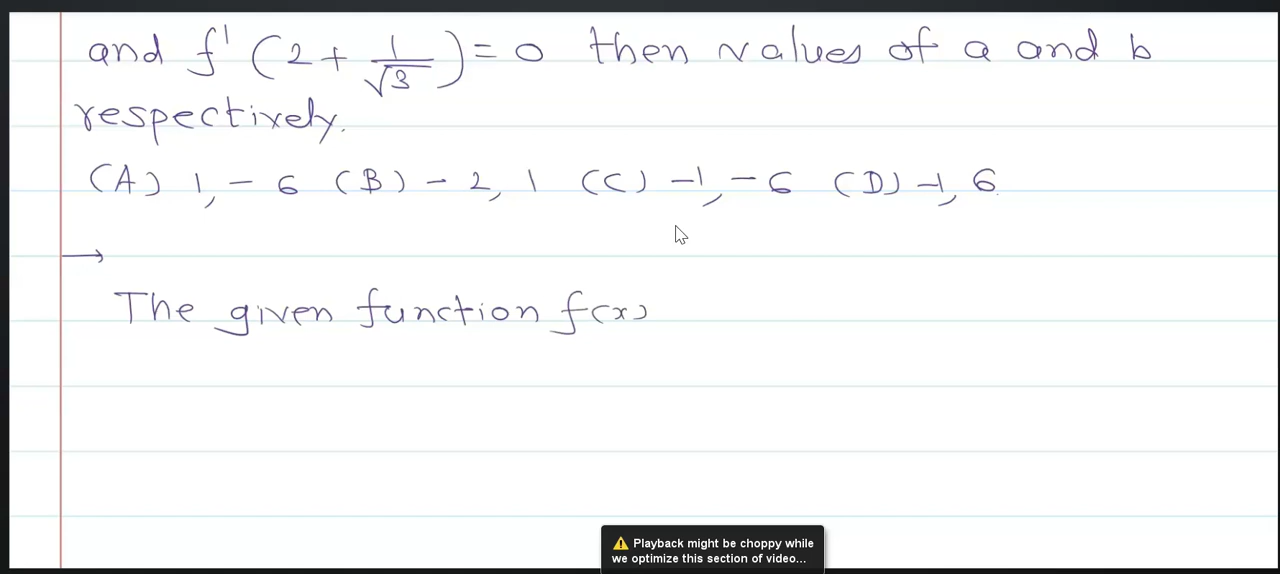 and f'(2 + 1/√3) = 0 then values of a and b
respectively.
(A) 1, -6 (B) -2, 1 (C) -1, -6 (D) -1, 6
→
The given function f(x)
⚠ Playback might be choppy while
we optimize this section of video...